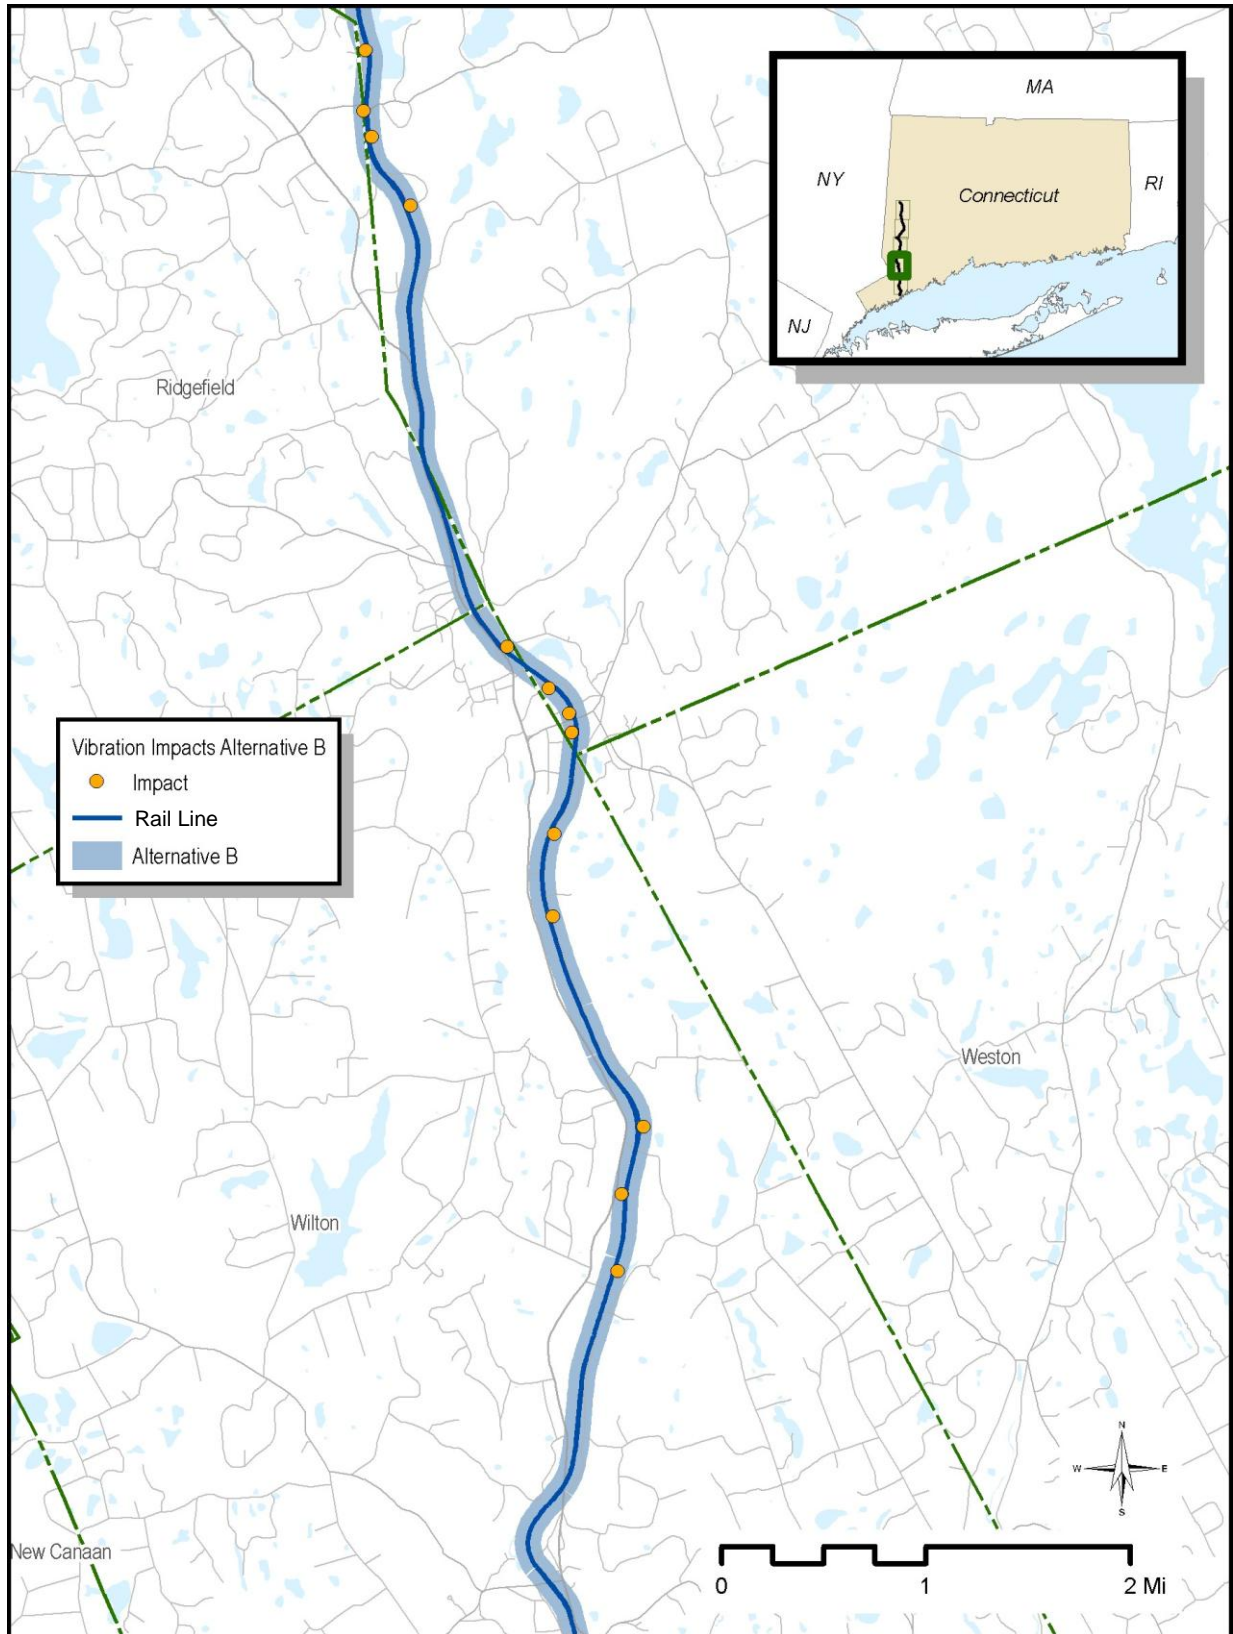 MA
NY
Connecticut
RI
NJ
Ridgefield
Vibration Impacts Alternative B
Impact
Rail Line
Alternative B
Weston
Wilton
New Canaan
N
W E
S
0 1 2 Mi